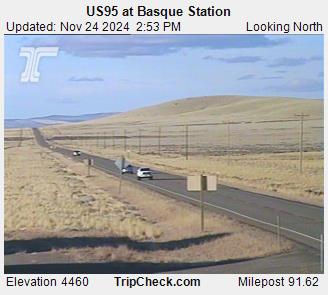 US95 at Basque Station
Updated: Nov 24 2024 2:53 PM Looking North
Elevation 4460 TripCheck.com Milepost 91.62